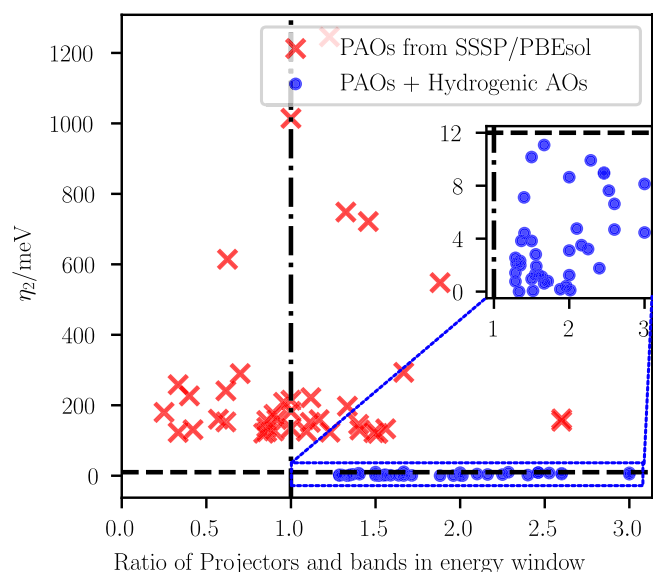 PAOs from SSSP/PBEsol
PAOs + Hydrogenic AOs
1200
1000
800
600
400
200
0
η₂/meV
12
8
4
0
1 2 3
0.0 0.5 1.0 1.5 2.0 2.5 3.0
Ratio of Projectors and bands in energy window